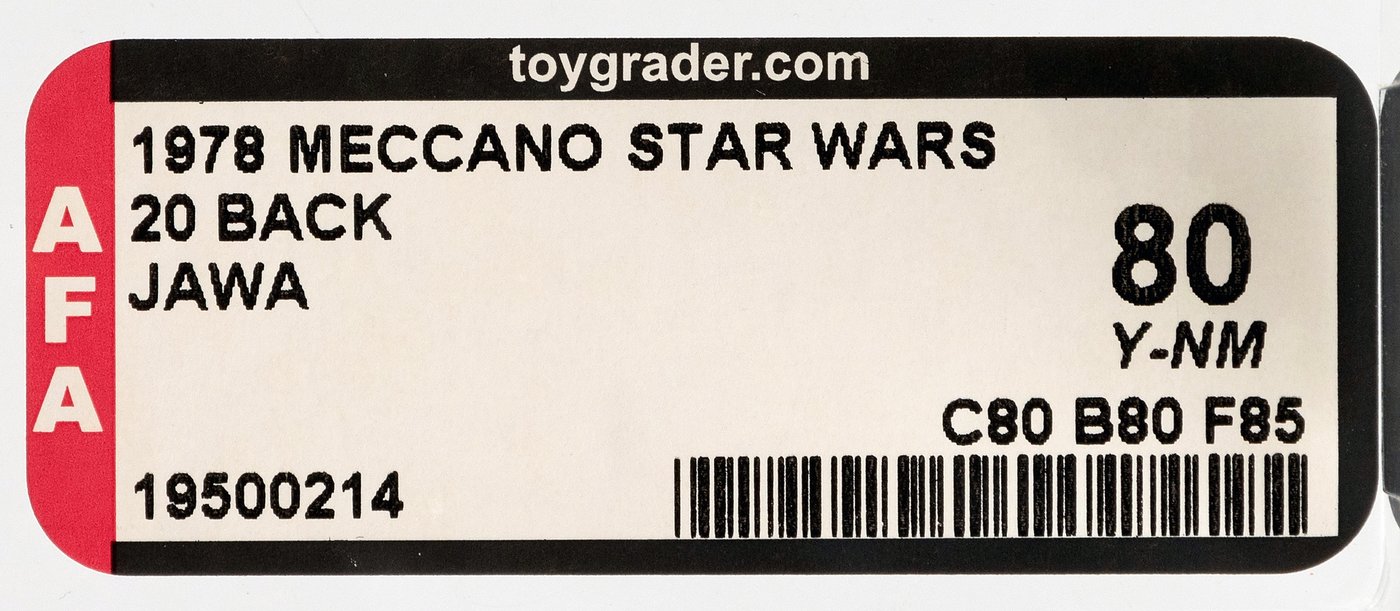 toygrader.com
AFA
1978 MECCANO STAR WARS
20 BACK
JAWA
80
Y-NM
C80 B80 F85
19500214